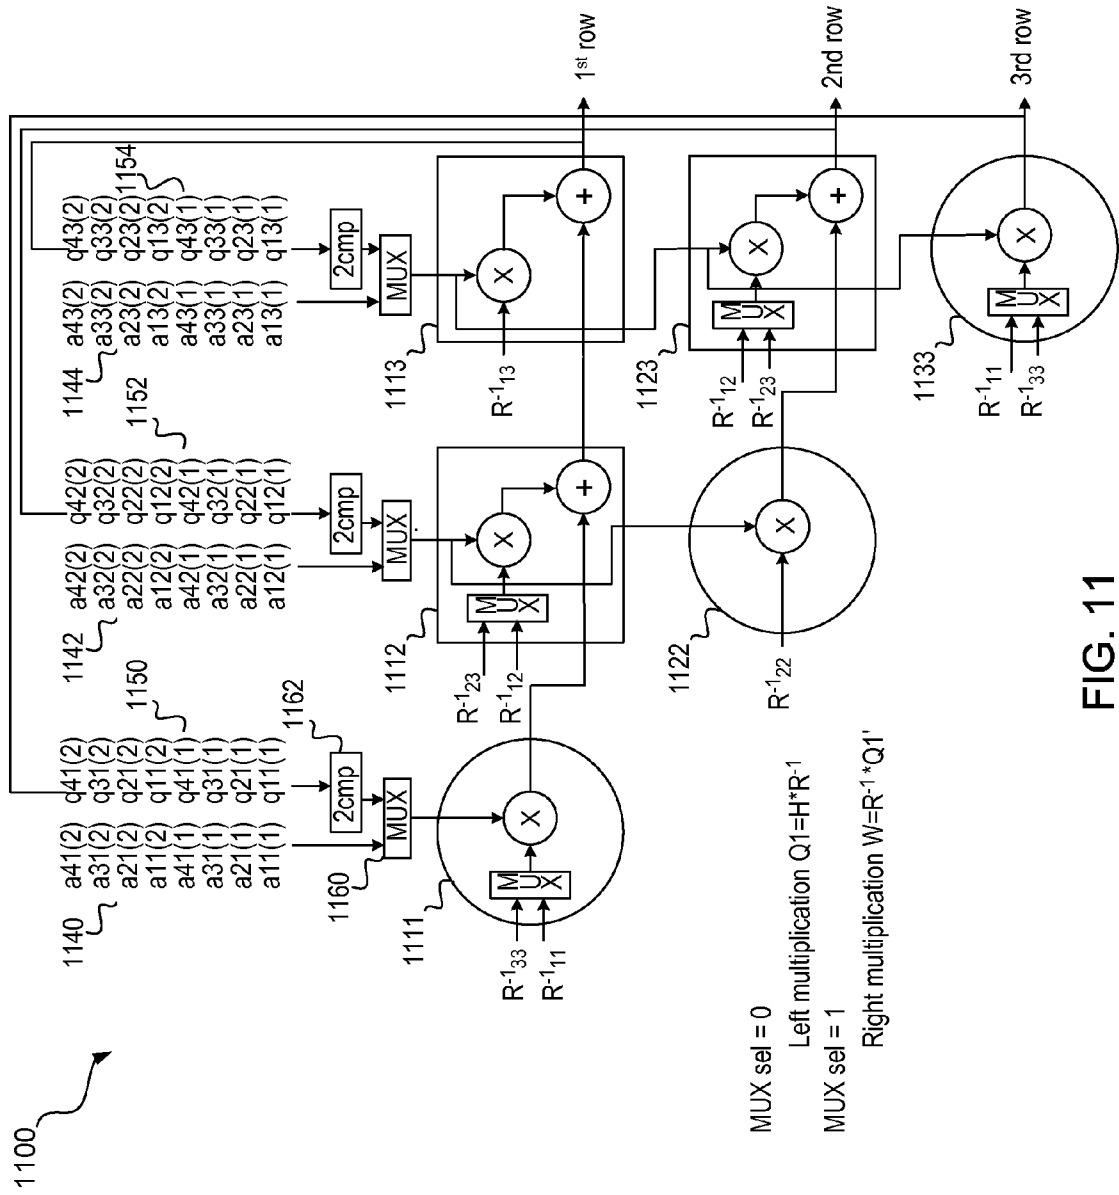 1100
1140
a41(2)
a31(2)
a21(2)
a11(2)
a41(1)
a31(1)
a21(1)
a11(1)
q41(2)
q31(2)
q21(2)
q11(2)
q41(1)
q31(1)
q21(1)
q11(1)
1150
1142
a42(2)
a32(2)
a22(2)
a12(2)
a42(1)
a32(1)
a22(1)
a12(1)
q42(2)
q32(2)
q22(2)
q12(2)
q42(1)
q32(1)
q22(1)
q12(1)
1152
1144
a43(2)
a33(2)
a23(2)
a13(2)
a43(1)
a33(1)
a23(1)
a13(1)
q43(2)
q33(2)
q23(2)
q13(2)
q43(1)
q33(1)
q23(1)
q13(1)
1154
1160
MUX
2cmp
1162
MUX
2cmp
MUX
2cmp
1111
R⁻¹33
R⁻¹11
MUX
X
1112
R⁻¹23
R⁻¹12
MUX
X
+
1113
R⁻¹13
X
+
1st row
1122
R⁻¹22
X
1123
R⁻¹12
R⁻¹23
MUX
X
+
2nd row
1133
R⁻¹11
R⁻¹33
MUX
X
3rd row
MUX sel = 0
Left multiplication Q1=H*R⁻¹
MUX sel = 1
Right multiplication W=R⁻¹*Q1'
FIG. 11